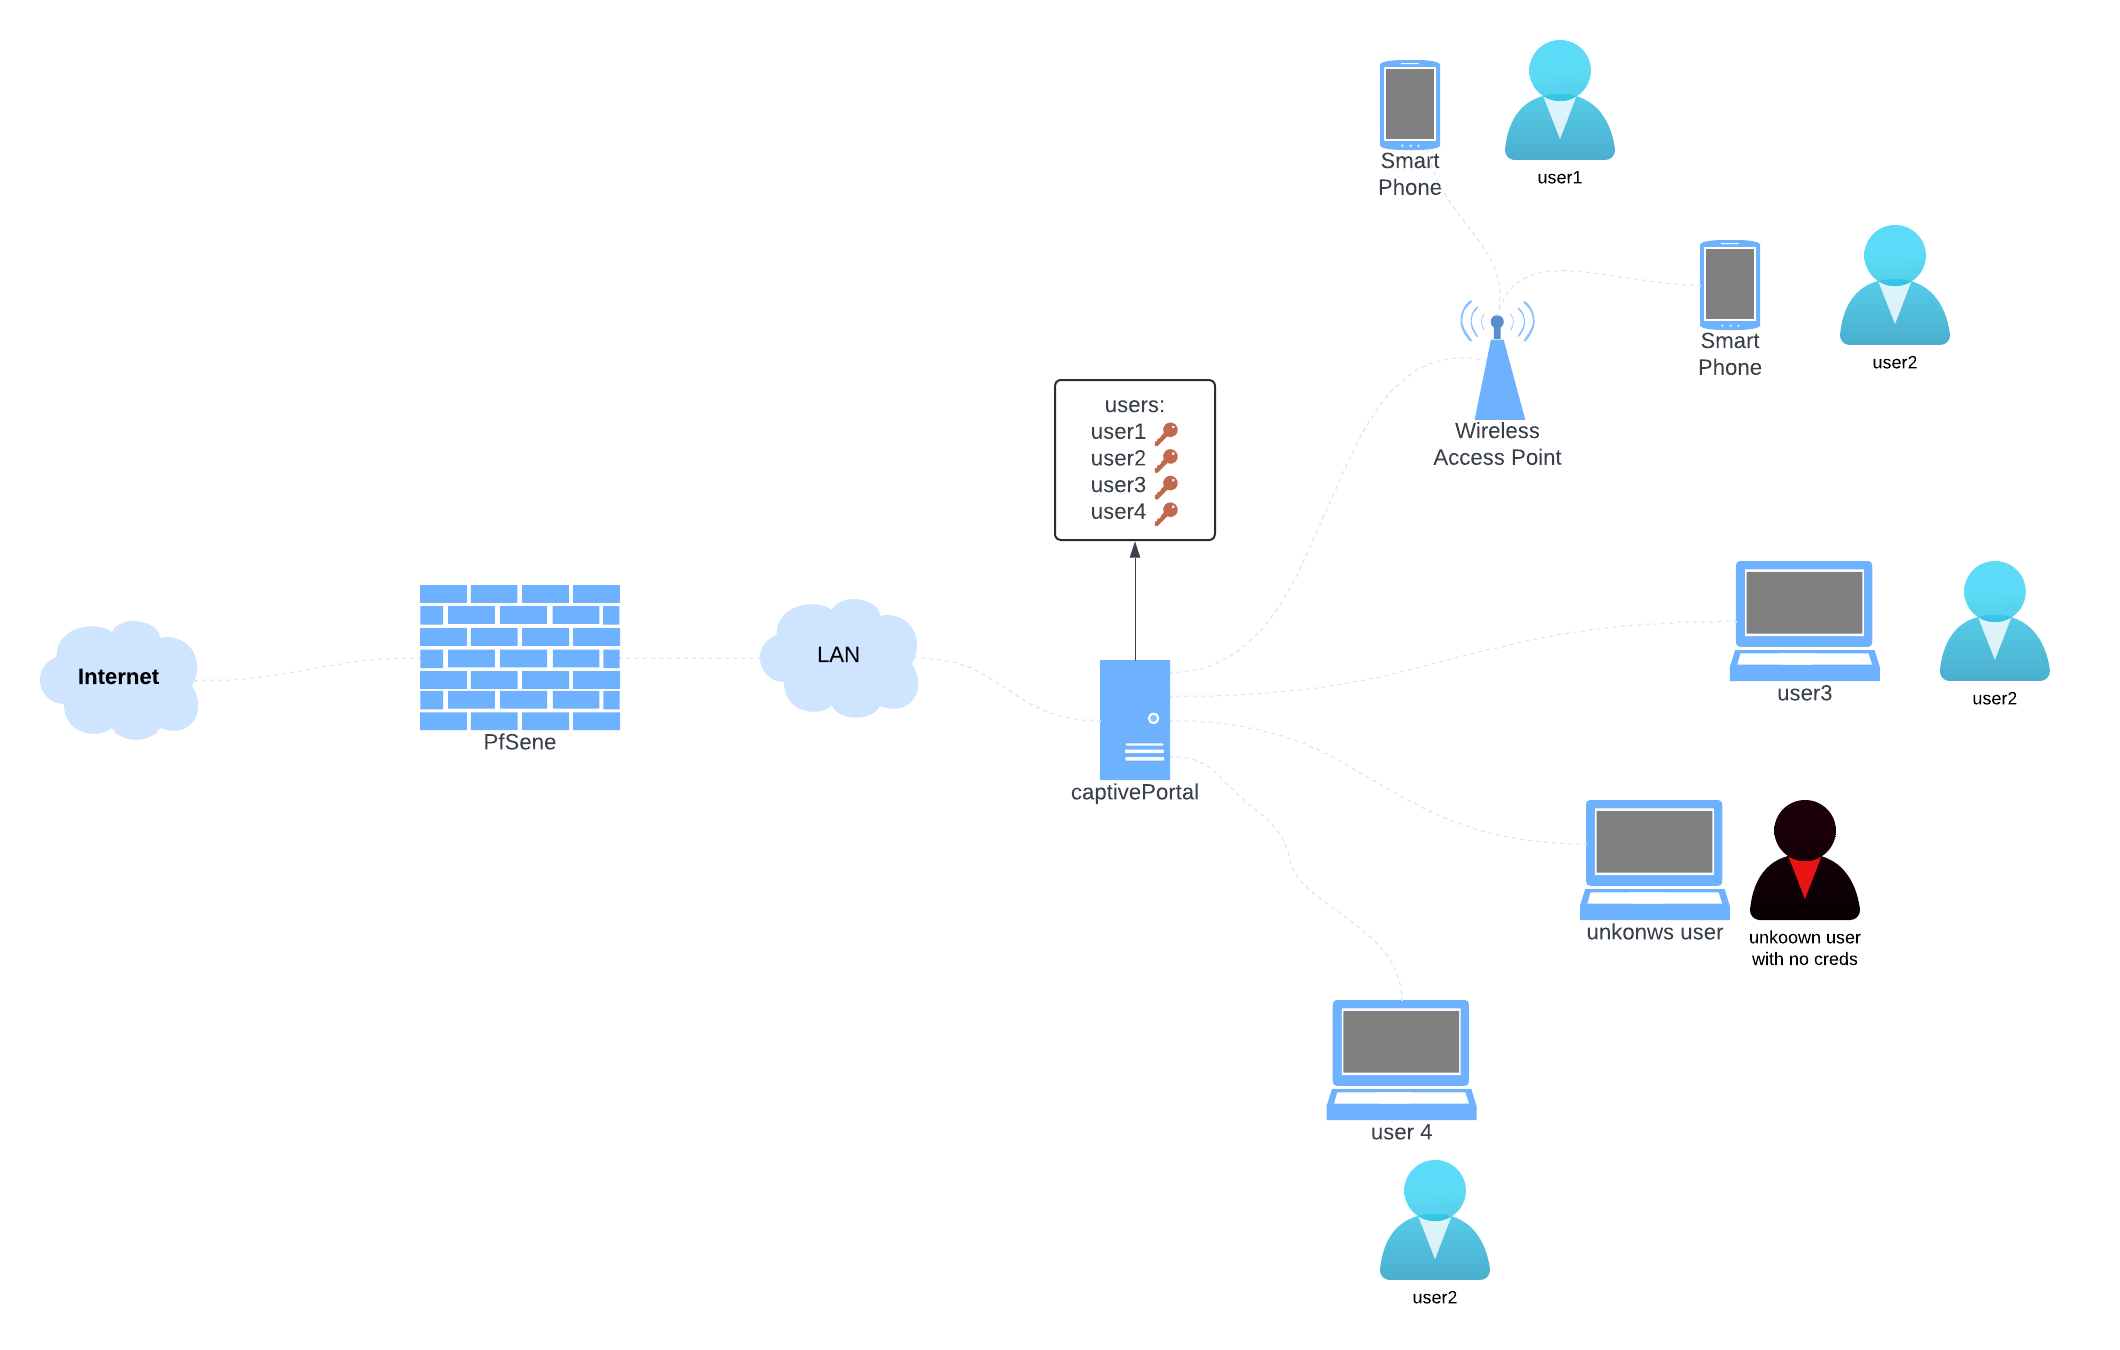 Smart
Phone
user1
Smart
Phone
user2
Wireless
Access Point
users:
user1
user2
user3
user4
Internet
PfSene
LAN
captivePortal
user3
user2
unkonws user
unkoown user
with no creds
user 4
user2